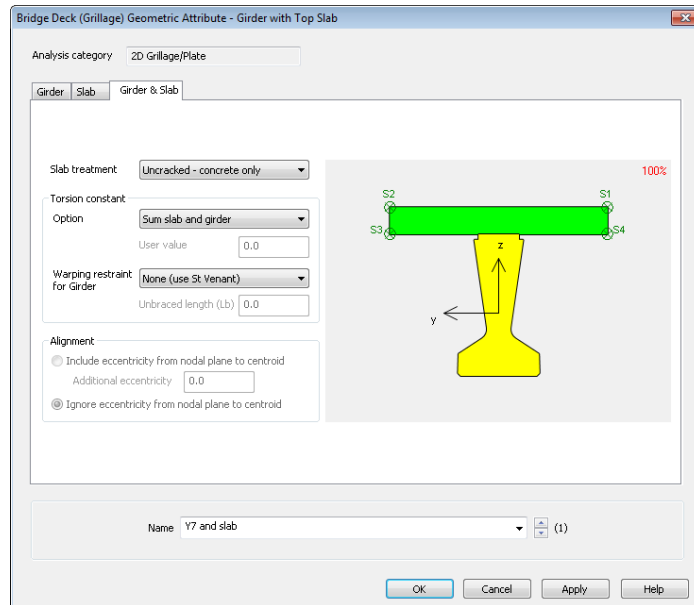 Bridge Deck (Grillage) Geometric Attribute - Girder with Top Slab
Analysis category 2D Grillage/Plate
Girder Slab Girder & Slab
Slab treatment Uncracked - concrete only
Torsion constant
Option Sum slab and girder
User value 0.0
Warping restraint for Girder None (use St Venant)
Unbraced length (Lb) 0.0
Alignment
Include eccentricity from nodal plane to centroid
Additional eccentricity 0.0
Ignore eccentricity from nodal plane to centroid
100%
S2 S1
S3 S4
z
y
Name Y7 and slab (1)
OK Cancel Apply Help